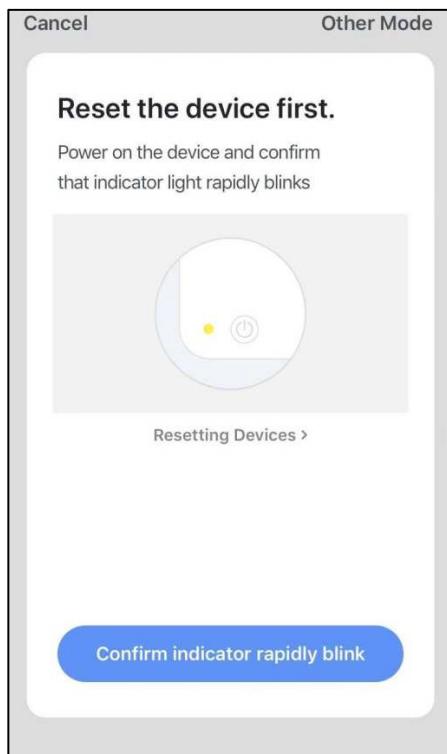 Cancel
Other Mode
Reset the device first.
Power on the device and confirm
that indicator light rapidly blinks
Resetting Devices >
Confirm indicator rapidly blink